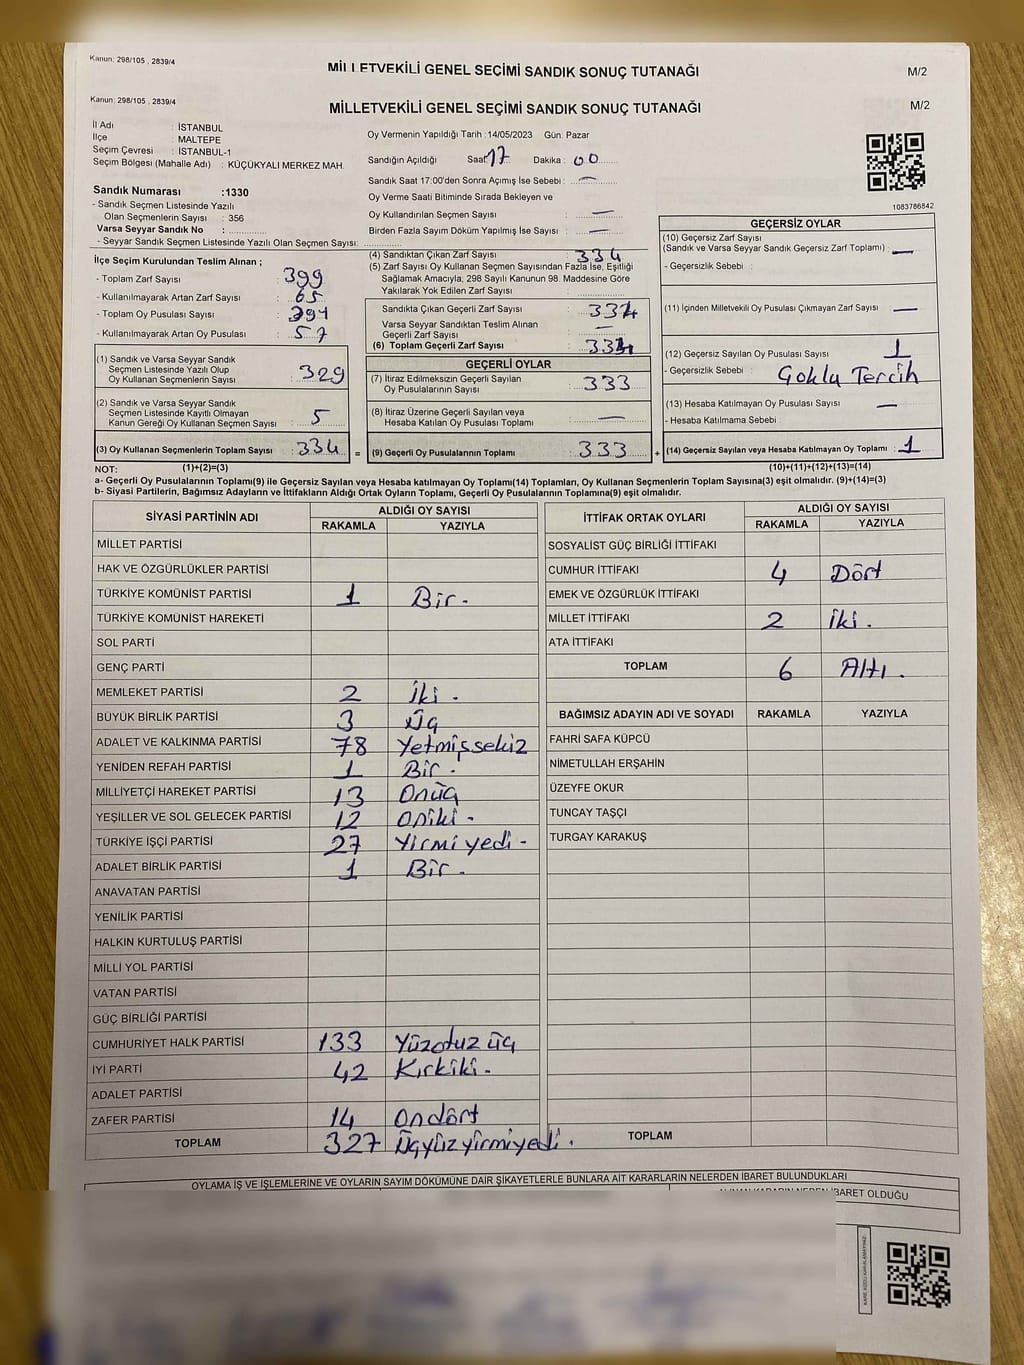 Kanun: 298/105 , 2839/4
MİLLETVEKİLİ GENEL SEÇİMİ SANDIK SONUÇ TUTANAĞI
M/2
Kanun: 298/105 , 2839/4
MİLLETVEKİLİ GENEL SEÇİMİ SANDIK SONUÇ TUTANAĞI
M/2
İl Adı : İSTANBUL
İlçe : MALTEPE
Seçim Çevresi : İSTANBUL-1
Seçim Bölgesi (Mahalle Adı) : KÜÇÜKYALI MERKEZ MAH.
Sandık Numarası :1330
- Sandık Seçmen Listesinde Yazılı
Olan Seçmenlerin Sayısı : 356
Varsa Seyyar Sandık No : ..............
- Seyyar Sandık Seçmen Listesinde Yazılı Olan Seçmen Sayısı: ..............
Oy Vermenin Yapıldığı Tarih :14/05/2023 Gün: Pazar
Sandığın Açıldığı Saat 17 Dakika : 00
Sandık Saat 17:00'den Sonra Açımış İse Sebebi : —
Oy Verme Saati Bitiminde Sırada Bekleyen ve
Oy Kullandırılan Seçmen Sayısı : —
Birden Fazla Sayım Döküm Yapılmış İse Sayısı : —
1083786842
İlçe Seçim Kurulundan Teslim Alınan ;
- Toplam Zarf Sayısı : 399
- Kullanılmayarak Artan Zarf Sayısı : 65
- Toplam Oy Pusulası Sayısı : 391
- Kullanılmayarak Artan Oy Pusulası : 57
(1) Sandık ve Varsa Seyyar Sandık
Seçmen Listesinde Yazılı Olup
Oy Kullanan Seçmenlerin Sayısı : 329
(2) Sandık ve Varsa Seyyar Sandık
Seçmen Listesinde Kayıtlı Olmayan
Kanun Gereği Oy Kullanan Seçmen Sayısı : 5
(3) Oy Kullanan Seçmenlerin Toplam Sayısı : 334
(4) Sandıktan Çıkan Zarf Sayısı : 334
(5) Zarf Sayısı Oy Kullanan Seçmen Sayısından Fazla İse, Eşitliği
Sağlamak Amacıyla; 298 Sayılı Kanunun 98. Maddesine Göre
Yakılarak Yok Edilen Zarf Sayısı :
Sandıkta Çıkan Geçerli Zarf Sayısı : 334
Varsa Seyyar Sandıktan Teslim Alınan
Geçerli Zarf Sayısı : —
(6) Toplam Geçerli Zarf Sayısı : 334
GEÇERLİ OYLAR
(7) İtiraz Edilmeksizin Geçerli Sayılan
Oy Pusulalarının Sayısı : 333
(8) İtiraz Üzerine Geçerli Sayılan veya
Hesaba Katılan Oy Pusulası Toplamı : —
= (9) Geçerli Oy Pusulalarının Toplamı : 333
GEÇERSİZ OYLAR
(10) Geçersiz Zarf Sayısı
(Sandık ve Varsa Seyyar Sandık Geçersiz Zarf Toplamı) : —
- Geçersizlik Sebebi :
(11) İçinden Milletvekili Oy Pusulası Çıkmayan Zarf Sayısı : —
(12) Geçersiz Sayılan Oy Pusulası Sayısı : 1
- Geçersizlik Sebebi : Çoklu Tercih
(13) Hesaba Katılmayan Oy Pusulası Sayısı : —
- Hesaba Katılmama Sebebi :
+ (14) Geçersiz Sayılan veya Hesaba Katılmayan Oy Toplamı : 1
NOT: (1)+(2)=(3) (10)+(11)+(12)+(13)=(14)
a- Geçerli Oy Pusulalarının Toplamı(9) ile Geçersiz Sayılan veya Hesaba katılmayan Oy Toplamı(14) Toplamları, Oy Kullanan Seçmenlerin Toplam Sayısına(3) eşit olmalıdır. (9)+(14)=(3)
b- Siyasi Partilerin, Bağımsız Adayların ve İttifakların Aldığı Ortak Oyların Toplamı, Geçerli Oy Pusulalarının Toplamına(9) eşit olmalıdır.
SİYASİ PARTİNİN ADI ALDIĞI OY SAYISI
RAKAMLA YAZIYLA
MİLLET PARTİSİ
HAK VE ÖZGÜRLÜKLER PARTİSİ
TÜRKİYE KOMÜNİST PARTİSİ 1 Bir -
TÜRKİYE KOMÜNİST HAREKETİ
SOL PARTİ
GENÇ PARTİ
MEMLEKET PARTİSİ 2 İki -
BÜYÜK BİRLİK PARTİSİ 3 Üç
ADALET VE KALKINMA PARTİSİ 78 Yetmişsekiz
YENİDEN REFAH PARTİSİ 1 Bir -
MİLLİYETÇİ HAREKET PARTİSİ 13 Onüç
YEŞİLLER VE SOL GELECEK PARTİSİ 12 Oniki -
TÜRKİYE İŞÇİ PARTİSİ 27 Yirmiyedi -
ADALET BİRLİK PARTİSİ 1 Bir -
ANAVATAN PARTİSİ
YENİLİK PARTİSİ
HALKIN KURTULUŞ PARTİSİ
MİLLİ YOL PARTİSİ
VATAN PARTİSİ
GÜÇ BİRLİĞİ PARTİSİ
CUMHURİYET HALK PARTİSİ 133 Yüzotuz üç
İYİ PARTİ 42 Kırkiki -
ADALET PARTİSİ
ZAFER PARTİSİ 14 Ondört
TOPLAM 327 Üçyüzyirmiyedi .
İTTİFAK ORTAK OYLARI ALDIĞI OY SAYISI
RAKAMLA YAZIYLA
SOSYALİST GÜÇ BİRLİĞİ İTTİFAKI
CUMHUR İTTİFAKI 4 Dört
EMEK VE ÖZGÜRLÜK İTTİFAKI
MİLLET İTTİFAKI 2 İki .
ATA İTTİFAKI
TOPLAM 6 Altı .
BAĞIMSIZ ADAYIN ADI VE SOYADI RAKAMLA YAZIYLA
FAHRİ SAFA KÜPCÜ
NİMETULLAH ERŞAHİN
ÜZEYFE OKUR
TUNCAY TAŞÇI
TURGAY KARAKUŞ
TOPLAM
OYLAMA İŞ VE İŞLEMLERİNE VE OYLARIN SAYIM DÖKÜMÜNE DAİR ŞİKAYETLERLE BUNLARA AİT KARARLARIN NELERDEN İBARET BULUNDUKLARI
ALINAN KARARIN NEDEN İBARET OLDUĞU